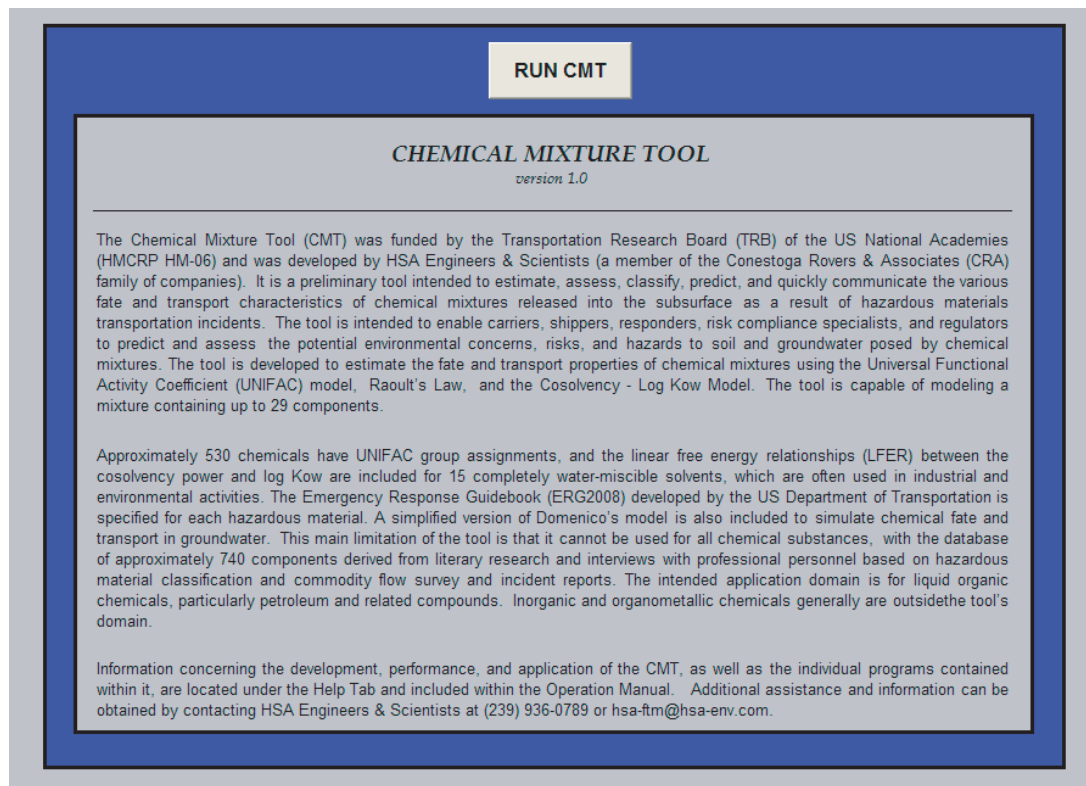 RUN CMT
CHEMICAL MIXTURE TOOL
version 1.0
The Chemical Mixture Tool (CMT) was funded by the Transportation Research Board (TRB) of the US National Academies
(HMCRP HM-06) and was developed by HSA Engineers & Scientists (a member of the Conestoga Rovers & Associates (CRA)
family of companies). It is a preliminary tool intended to estimate, assess, classify, predict, and quickly communicate the various
fate and transport characteristics of chemical mixtures released into the subsurface as a result of hazardous materials
transportation incidents. The tool is intended to enable carriers, shippers, responders, risk compliance specialists, and regulators
to predict and assess the potential environmental concerns, risks, and hazards to soil and groundwater posed by chemical
mixtures. The tool is developed to estimate the fate and transport properties of chemical mixtures using the Universal Functional
Activity Coefficient (UNIFAC) model, Raoult's Law, and the Cosolvency - Log Kow Model. The tool is capable of modeling a
mixture containing up to 29 components.
Approximately 530 chemicals have UNIFAC group assignments, and the linear free energy relationships (LFER) between the
cosolvency power and log Kow are included for 15 completely water-miscible solvents, which are often used in industrial and
environmental activities. The Emergency Response Guidebook (ERG2008) developed by the US Department of Transportation is
specified for each hazardous material. A simplified version of Domenico's model is also included to simulate chemical fate and
transport in groundwater. This main limitation of the tool is that it cannot be used for all chemical substances, with the database
of approximately 740 components derived from literary research and interviews with professional personnel based on hazardous
material classification and commodity flow survey and incident reports. The intended application domain is for liquid organic
chemicals, particularly petroleum and related compounds. Inorganic and organometallic chemicals generally are outsidethe tool's
domain.
Information concerning the development, performance, and application of the CMT, as well as the individual programs contained
within it, are located under the Help Tab and included within the Operation Manual. Additional assistance and information can be
obtained by contacting HSA Engineers & Scientists at (239) 936-0789 or hsa-ftm@hsa-env.com.